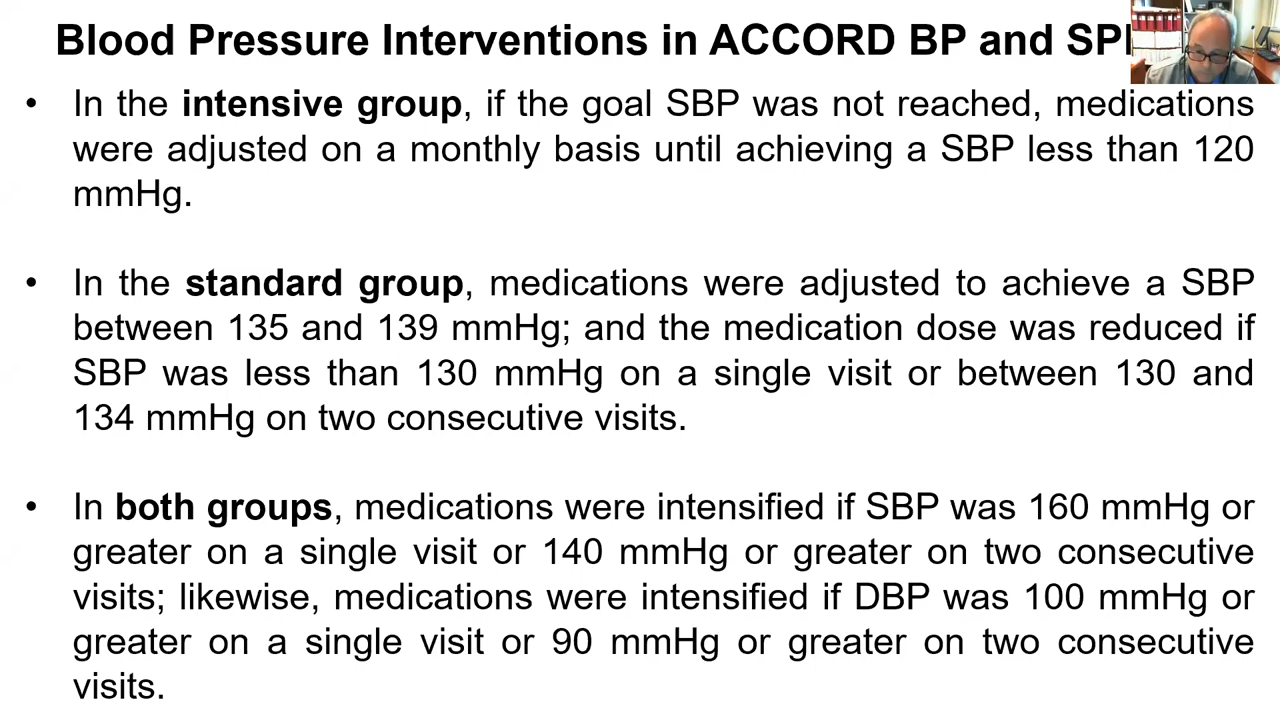 Blood Pressure Interventions in ACCORD BP and
• In the intensive group, if the goal SBP was not reached, medications
were adjusted on a monthly basis until achieving a SBP less than 120
mmHg.
• In the standard group, medications were adjusted to achieve a SBP
between 135 and 139 mmHg; and the medication dose was reduced if
SBP was less than 130 mmHg on a single visit or between 130 and
134 mmHg on two consecutive visits.
• In both groups, medications were intensified if SBP was 160 mmHg or
greater on a single visit or 140 mmHg or greater on two consecutive
visits; likewise, medications were intensified if DBP was 100 mmHg or
greater on a single visit or 90 mmHg or greater on two consecutive
visits.